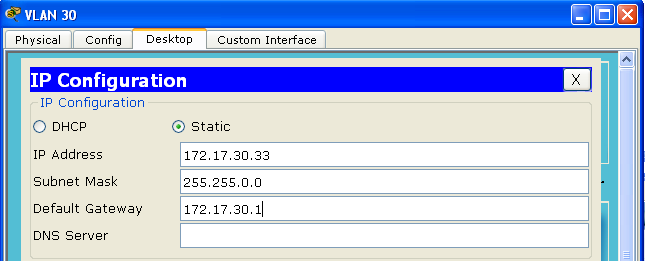 VLAN 30
Physical Config Desktop Custom Interface
IP Configuration X
IP Configuration
DHCP Static
IP Address 172.17.30.33
Subnet Mask 255.255.0.0
Default Gateway 172.17.30.1
DNS Server